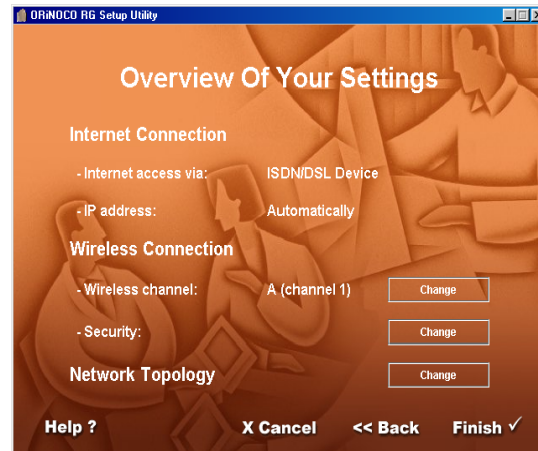 ORiNOCO RG Setup Utility
Overview Of Your Settings
Internet Connection
- Internet access via: ISDN/DSL Device
- IP address: Automatically
Wireless Connection
- Wireless channel: A (channel 1) Change
- Security: Change
Network Topology Change
Help ? X Cancel << Back Finish ✓